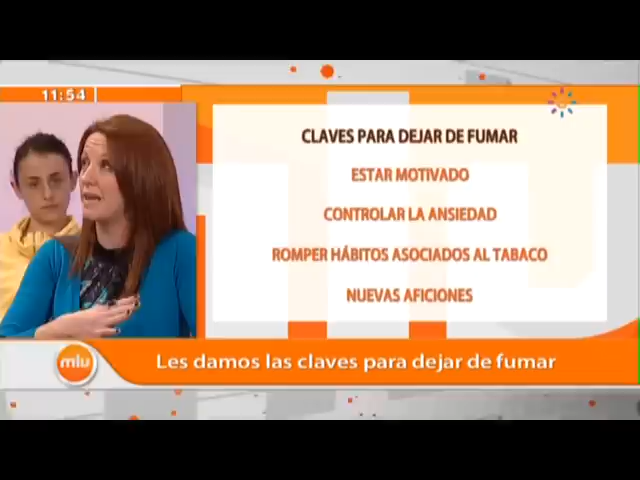 11:54
CLAVES PARA DEJAR DE FUMAR
ESTAR MOTIVADO
CONTROLAR LA ANSIEDAD
ROMPER HÁBITOS ASOCIADOS AL TABACO
NUEVAS AFICIONES
mlu
Les damos las claves para dejar de fumar